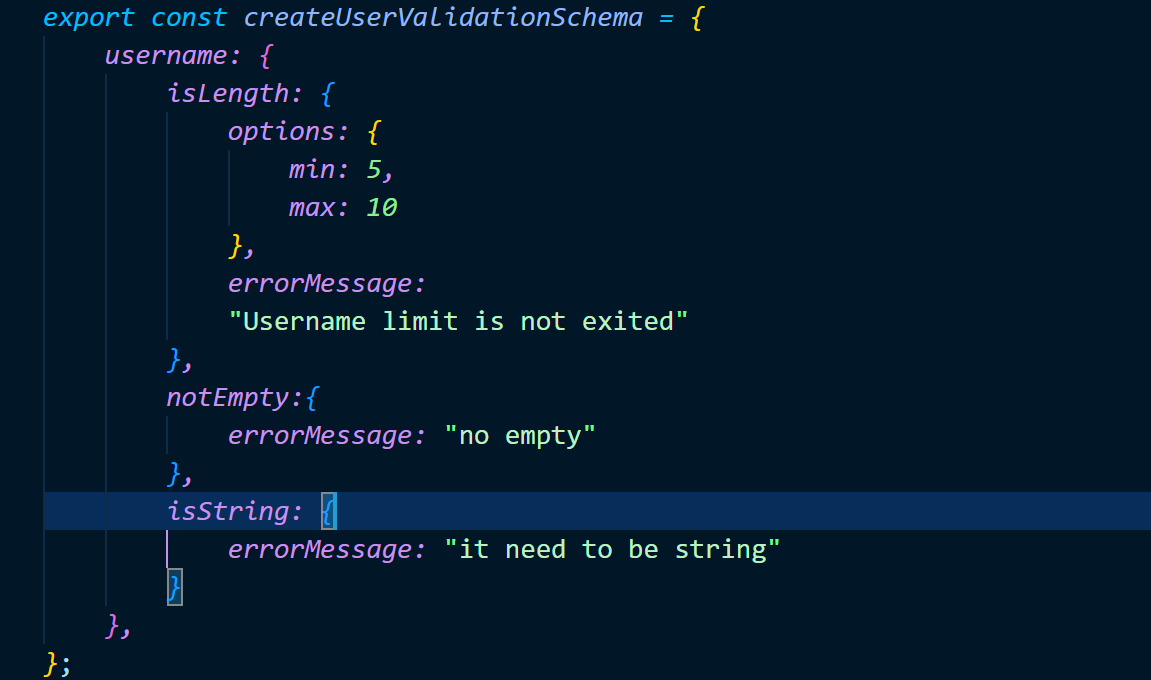 export const createUserValidationSchema = {
    username: {
        isLength: {
            options: {
                min: 5,
                max: 10
            },
            errorMessage:
            "Username limit is not exited"
        },
        notEmpty:{
            errorMessage: "no empty"
        },
        isString: {
            errorMessage: "it need to be string"
        }
    },
};